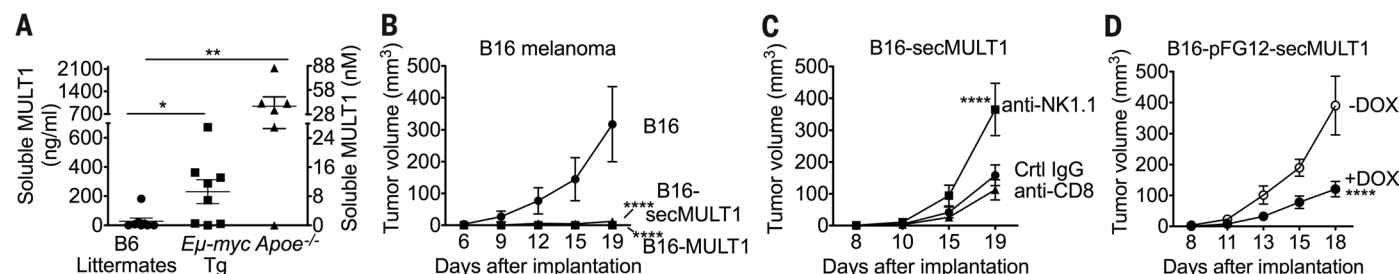 A
**
*
Soluble MULT1
ng/ml)
2100
1400
700
600
400
200
0
88
58
28
24
16
8
0
Soluble MULT1 (nM)
B6
Littermates
Eμ-myc
Tg
Apoe-/-
B
B16 melanoma
Tumor volume (mm3)
500
400
300
200
100
0
6 9 12 15 19
Days after implantation
B16
B16-
secMULT1
****
****
B16-MULT1
C
B16-secMULT1
Tumor volume (mm3)
500
400
300
200
100
0
8 10 15 19
Days after implantation
****
anti-NK1.1
Crtl IgG
anti-CD8
D
B16-pFG12-secMULT1
Tumor volume (mm3)
500
400
300
200
100
0
8 11 13 15 18
Days after implantation
-DOX
+DOX
****